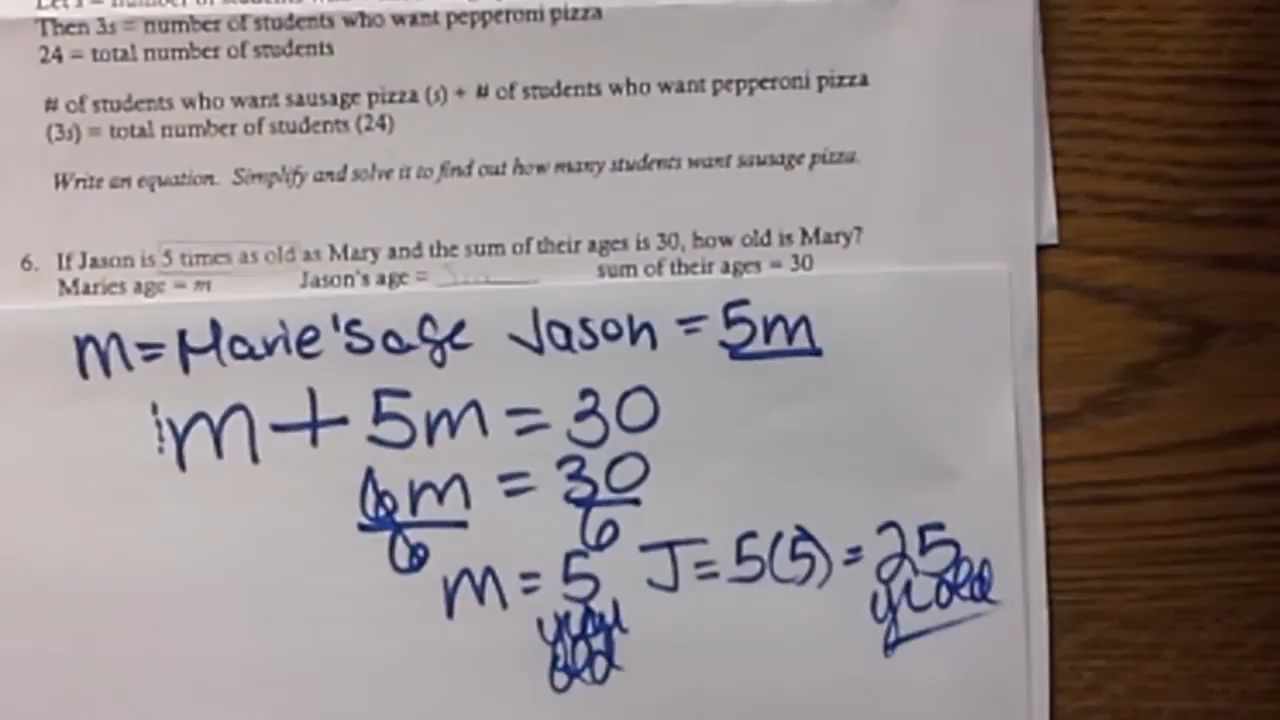 Then 3s = number of students who want pepperoni pizza
24 = total number of students
# of students who want sausage pizza (s) + # of students who want pepperoni pizza
(3s) = total number of students (24)
Write an equation. Simplify and solve it to find out how many students want sausage pizza.
6. If Jason is 5 times as old as Mary and the sum of their ages is 30, how old is Mary?
Maries age = m Jason's age = sum of their ages = 30
m = Marie's age Jason = 5m
m + 5m = 30
6m = 30
6 6
m = 5 J = 5(5) = 25
old